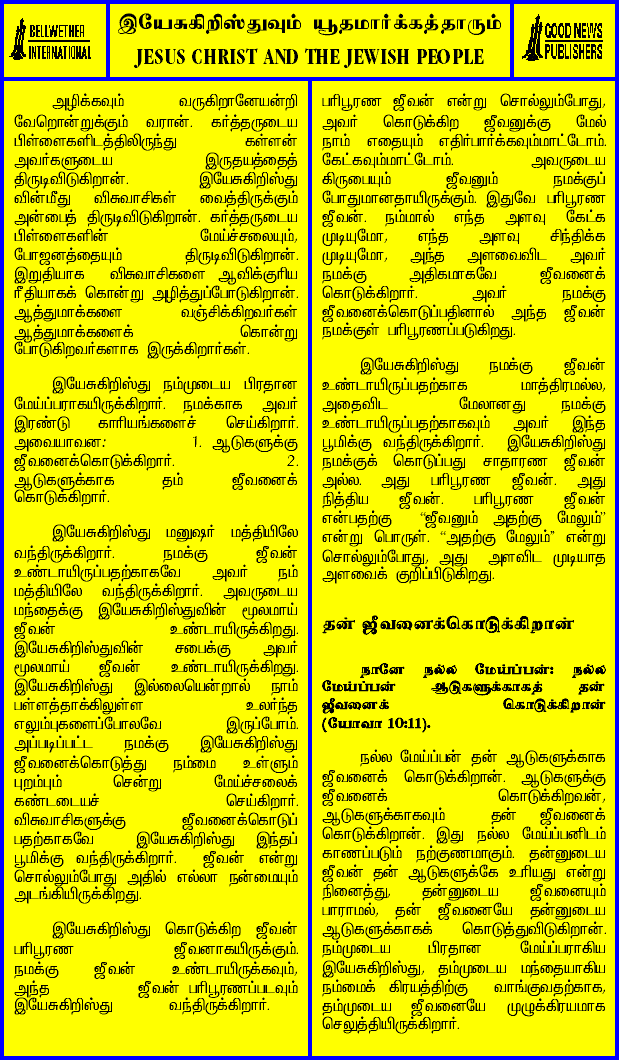 BELLWETHER
INTERNATIONAL
இயேசுகிறிஸ்துவும் யூதமார்க்கத்தாரும்
JESUS CHRIST AND THE JEWISH PEOPLE
GOOD NEWS
PUBLISHERS
அழிக்கவும் வருகிறானேயன்றி
வேறொன்றுக்கும் வரான். கர்த்தருடைய
பிள்ளைகளிடத்திலிருந்து கள்ளன்
அவர்களுடைய இருதயத்தைத்
திருடிவிடுகிறான். இயேசுகிறிஸ்து
வின்மீது விசுவாசிகள் வைத்திருக்கும்
அன்பைத் திருடிவிடுகிறான். கர்த்தருடைய
பிள்ளைகளின் மேய்ச்சலையும்,
போஜனத்தையும் திருடிவிடுகிறான்.
இறுதியாக விசுவாசிகளை ஆவிக்குரிய
ரீதியாகக் கொன்று அழித்துப்போடுகிறான்.
ஆத்துமாக்களை வஞ்சிக்கிறவர்கள்
ஆத்துமாக்களைக் கொன்று
போடுகிறவர்களாக இருக்கிறார்கள்.
இயேசுகிறிஸ்து நம்முடைய பிரதான
மேய்ப்பராகயிருக்கிறார். நமக்காக அவர்
இரண்டு காரியங்களைச் செய்கிறார்.
அவையாவன: 1. ஆடுகளுக்கு
ஜீவனைக்கொடுக்கிறார். 2.
ஆடுகளுக்காக தம் ஜீவனைக்
கொடுக்கிறார்.
இயேசுகிறிஸ்து மனுஷர் மத்தியிலே
வந்திருக்கிறார். நமக்கு ஜீவன்
உண்டாயிருப்பதற்காகவே அவர் நம்
மத்தியிலே வந்திருக்கிறார். அவருடைய
மந்தைக்கு இயேசுகிறிஸ்துவின் மூலமாய்
ஜீவன் உண்டாயிருக்கிறது.
இயேசுகிறிஸ்துவின் சபைக்கு அவர்
மூலமாய் ஜீவன் உண்டாயிருக்கிறது.
இயேசுகிறிஸ்து இல்லையென்றால் நாம்
பள்ளத்தாக்கிலுள்ள உலர்ந்த
எலும்புகளைப்போலவே இருப்போம்.
அப்படிப்பட்ட நமக்கு இயேசுகிறிஸ்து
ஜீவனைக்கொடுத்து நம்மை உள்ளும்
புறம்பும் சென்று மேய்ச்சலைக்
கண்டடையச் செய்கிறார்.
விசுவாசிகளுக்கு ஜீவனைக்கொடுப்
பதற்காகவே இயேசுகிறிஸ்து இந்தப்
பூமிக்கு வந்திருக்கிறார். ஜீவன் என்று
சொல்லும்போது அதில் எல்லா நன்மையும்
அடங்கியிருக்கிறது.
இயேசுகிறிஸ்து கொடுக்கிற ஜீவன்
பரிபூரண ஜீவனாகயிருக்கும்.
நமக்கு ஜீவன் உண்டாயிருக்கவும்,
அந்த ஜீவன் பரிபூரணப்படவும்
இயேசுகிறிஸ்து வந்திருக்கிறார்.
பரிபூரண ஜீவன் என்று சொல்லும்போது,
அவர் கொடுக்கிற ஜீவனுக்கு மேல்
நாம் எதையும் எதிர்பார்க்கவும்மாட்டோம்.
கேட்கவும்மாட்டோம். அவருடைய
கிருபையும் ஜீவனும் நமக்குப்
போதுமானதாயிருக்கும். இதுவே பரிபூரண
ஜீவன். நம்மால் எந்த அளவு கேட்க
முடியுமோ, எந்த அளவு சிந்திக்க
முடியுமோ, அந்த அளவைவிட அவர்
நமக்கு அதிகமாகவே ஜீவனைக்
கொடுக்கிறார். அவர் நமக்கு
ஜீவனைக்கொடுப்பதினால் அந்த ஜீவன்
நமக்குள் பரிபூரணப்படுகிறது.
இயேசுகிறிஸ்து நமக்கு ஜீவன்
உண்டாயிருப்பதற்காக மாத்திரமல்ல,
அதைவிட மேலானது நமக்கு
உண்டாயிருப்பதற்காகவும் அவர் இந்த
பூமிக்கு வந்திருக்கிறார். இயேசுகிறிஸ்து
நமக்குக் கொடுப்பது சாதாரண ஜீவன்
அல்ல. அது பரிபூரண ஜீவன். அது
நித்திய ஜீவன். பரிபூரண ஜீவன்
என்பதற்கு “ஜீவனும் அதற்கு மேலும்”
என்று பொருள். “அதற்கு மேலும்” என்று
சொல்லும்போது, அது அளவிட முடியாத
அளவைக் குறிப்பிடுகிறது.
தன் ஜீவனைக்கொடுக்கிறான்
நானே நல்ல மேய்ப்பன்: நல்ல
மேய்ப்பன் ஆடுகளுக்காகத் தன்
ஜீவனைக் கொடுக்கிறான்
(யோவா 10:11).
நல்ல மேய்ப்பன் தன் ஆடுகளுக்காக
ஜீவனைக் கொடுக்கிறான். ஆடுகளுக்கு
ஜீவனைக் கொடுக்கிறவன்,
ஆடுகளுக்காகவும் தன் ஜீவனைக்
கொடுக்கிறான். இது நல்ல மேய்ப்பனிடம்
காணப்படும் நற்குணமாகும். தன்னுடைய
ஜீவன் தன் ஆடுகளுக்கே உரியது என்று
நினைத்து, தன்னுடைய ஜீவனையும்
பாராமல், தன் ஜீவனையே தன்னுடைய
ஆடுகளுக்காகக் கொடுத்துவிடுகிறான்.
நம்முடைய பிரதான மேய்ப்பராகிய
இயேசுகிறிஸ்து, தம்முடைய மந்தையாகிய
நம்மைக் கிரயத்திற்கு வாங்குவதற்காக,
தம்முடைய ஜீவனையே முழுக்கிரயமாக
செலுத்தியிருக்கிறார்.